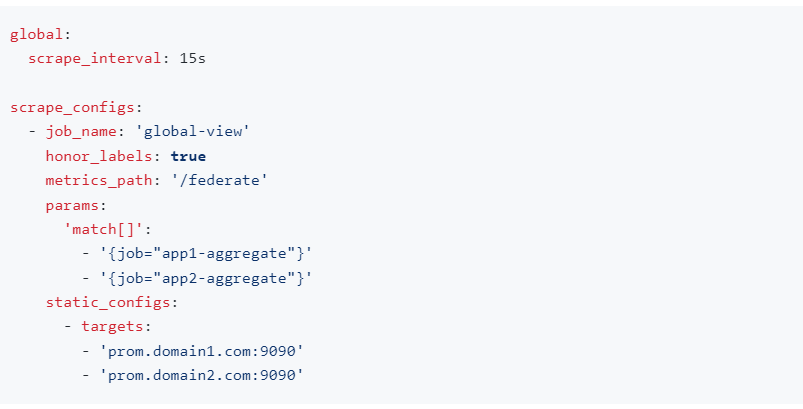 global:
  scrape_interval: 15s

scrape_configs:
  - job_name: 'global-view'
    honor_labels: true
    metrics_path: '/federate'
    params:
      'match[]':
        - '{job="app1-aggregate"}'
        - '{job="app2-aggregate"}'
    static_configs:
      - targets:
        - 'prom.domain1.com:9090'
        - 'prom.domain2.com:9090'